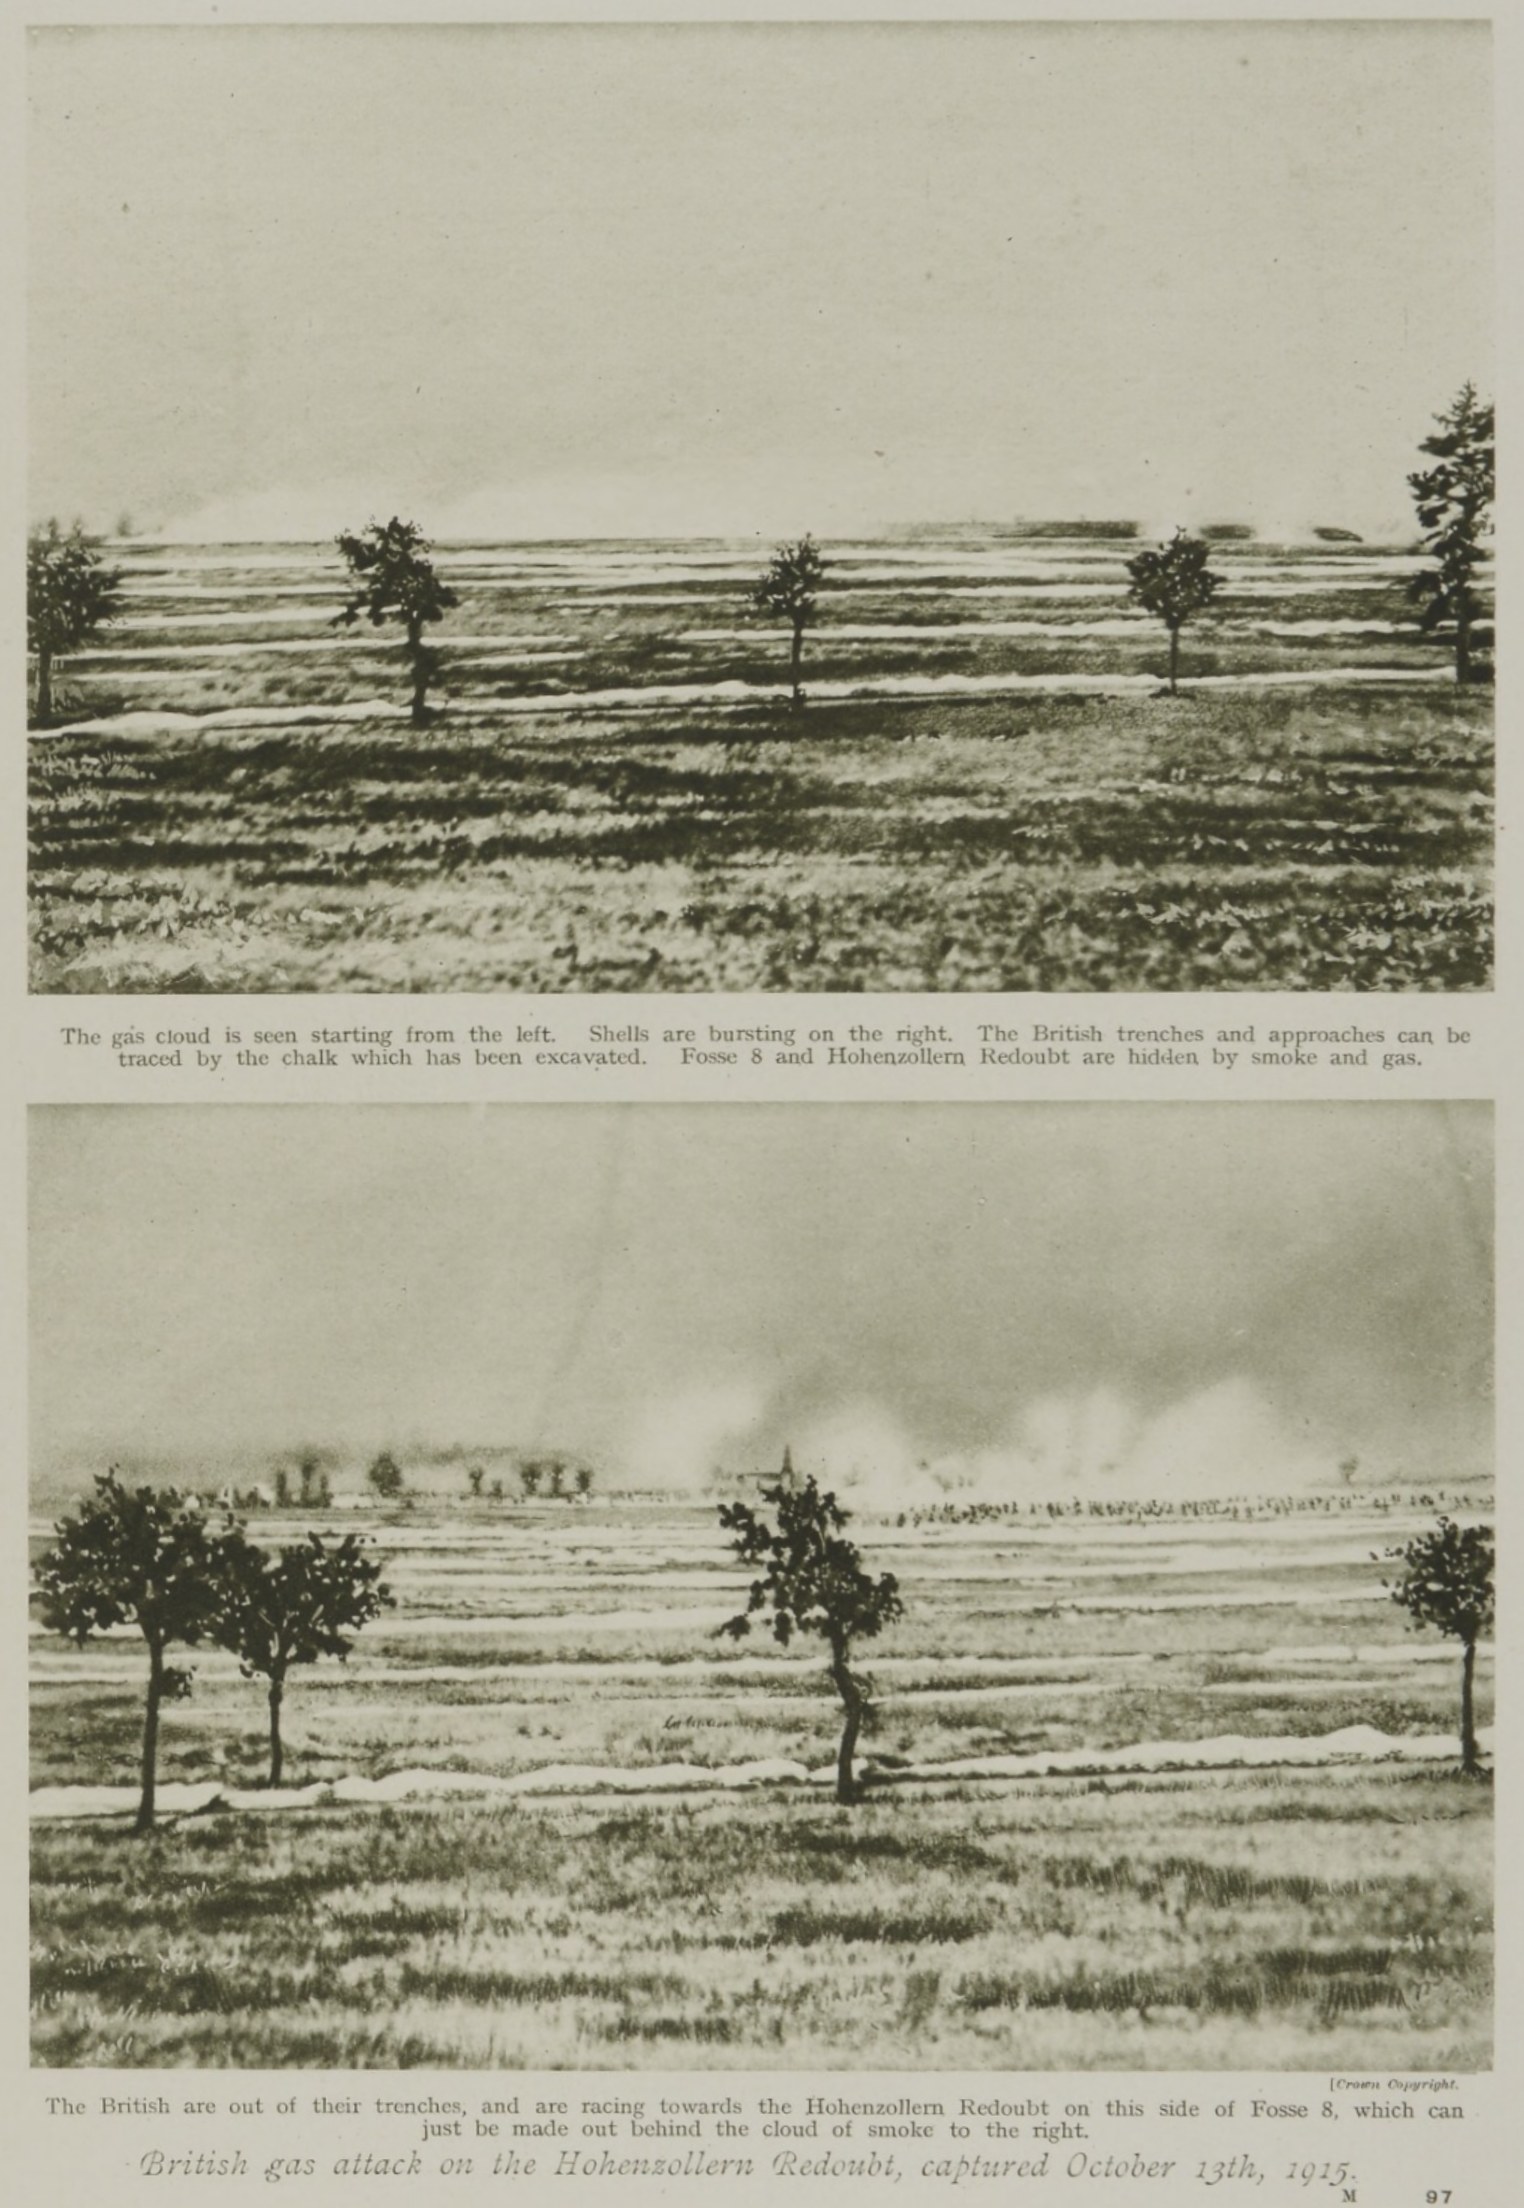 The gas cloud is seen starting from the left. Shells are bursting on the right. The British trenches and approaches can be
traced by the chalk which has been excavated. Fosse 8 and Hohenzollern Redoubt are hidden by smoke and gas.
[Crown Copyright.
The British are out of their trenches, and are racing towards the Hohenzollern Redoubt on this side of Fosse 8, which can
just be made out behind the cloud of smoke to the right.
British gas attack on the Hohenzollern Redoubt, captured October 13th, 1915.
M 97